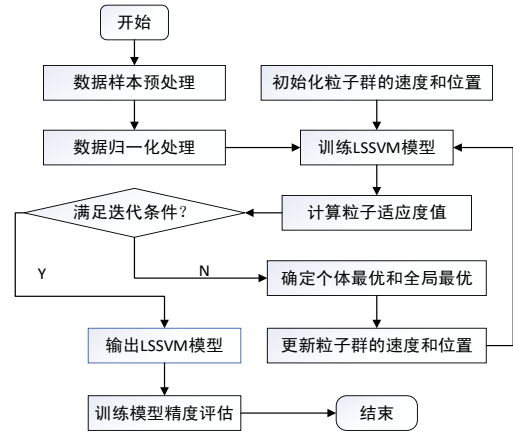 开始
数据样本预处理
初始化粒子群的速度和位置
数据归一化处理
训练LSSVM模型
满足迭代条件？
计算粒子适应度值
Y
N
确定个体最优和全局最优
输出LSSVM模型
更新粒子群的速度和位置
训练模型精度评估
结束